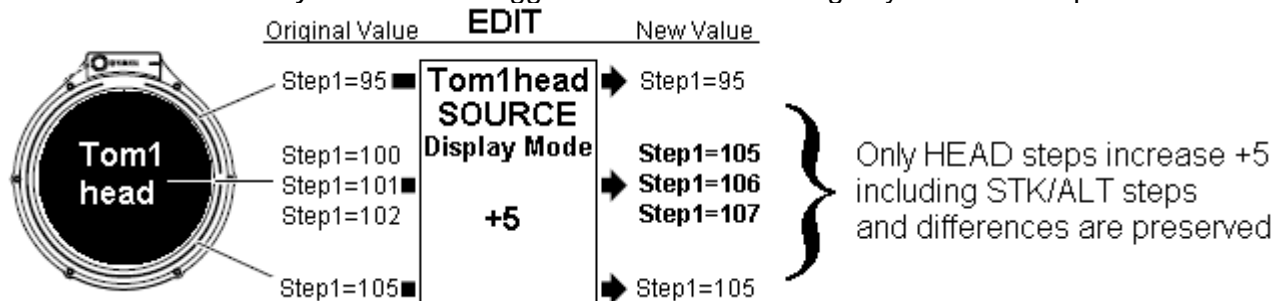 Original Value EDIT New Value
Step1=95 Tom1head Step1=95
SOURCE
Tom1 Step1=100 Display Mode Step1=105 Only HEAD steps increase +5
head Step1=101 Step1=106 including STK/ALT steps
Step1=102 +5 Step1=107 and differences are preserved
Step1=105 Step1=105